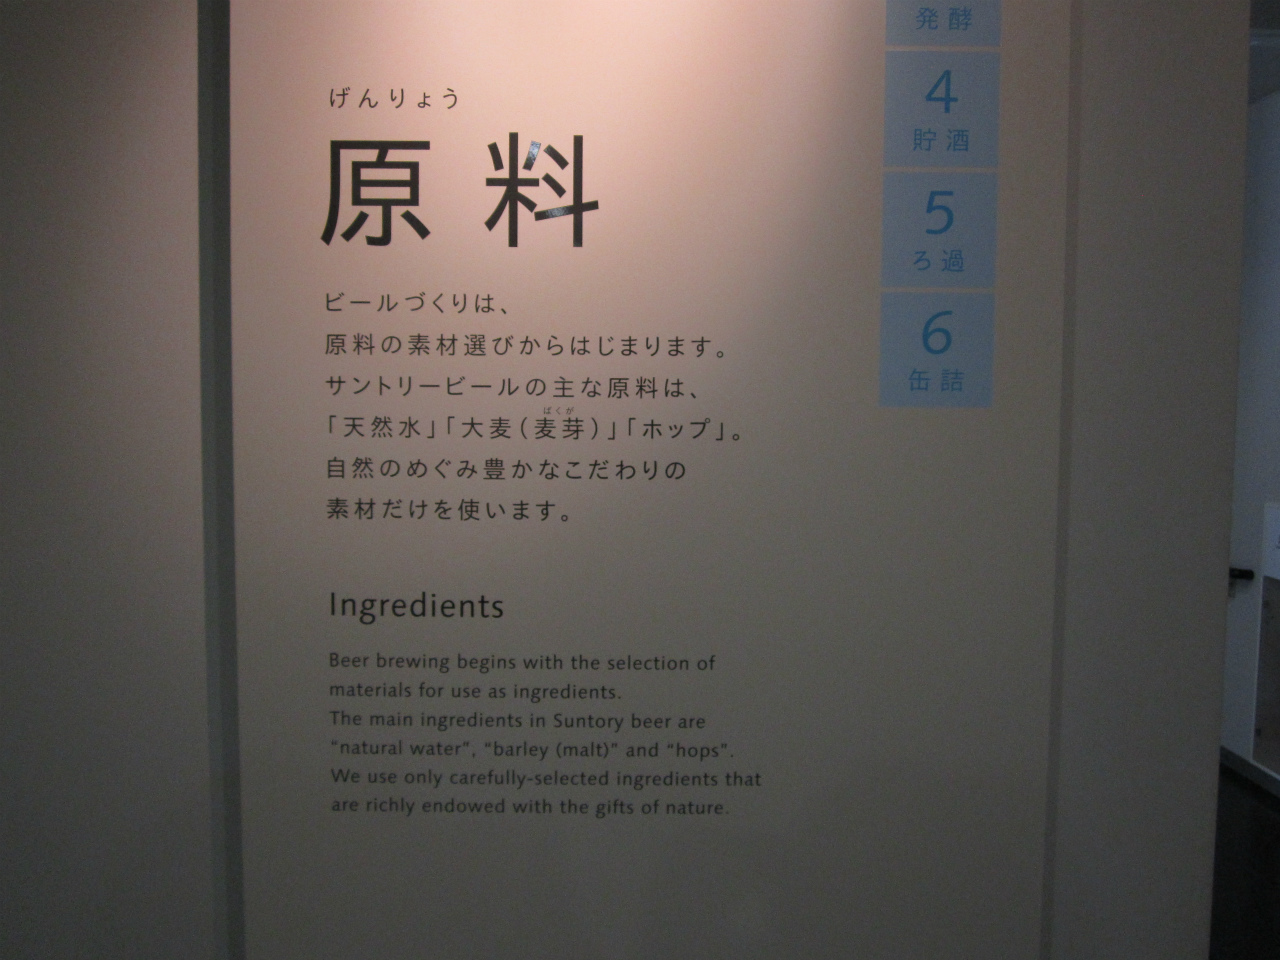 げんりょう
原料
ビールづくりは、
原料の素材選びからはじまります。
サントリービールの主な原料は、
ばくが
「天然水」「大麦(麦芽)」「ホップ」。
自然のめぐみ豊かなこだわりの
素材だけを使います。
Ingredients
Beer brewing begins with the selection of
materials for use as ingredients.
The main ingredients in Suntory beer are
“natural water”, “barley (malt)” and “hops”.
We use only carefully-selected ingredients that
are richly endowed with the gifts of nature.
発酵
4
貯酒
5
ろ過
6
缶詰